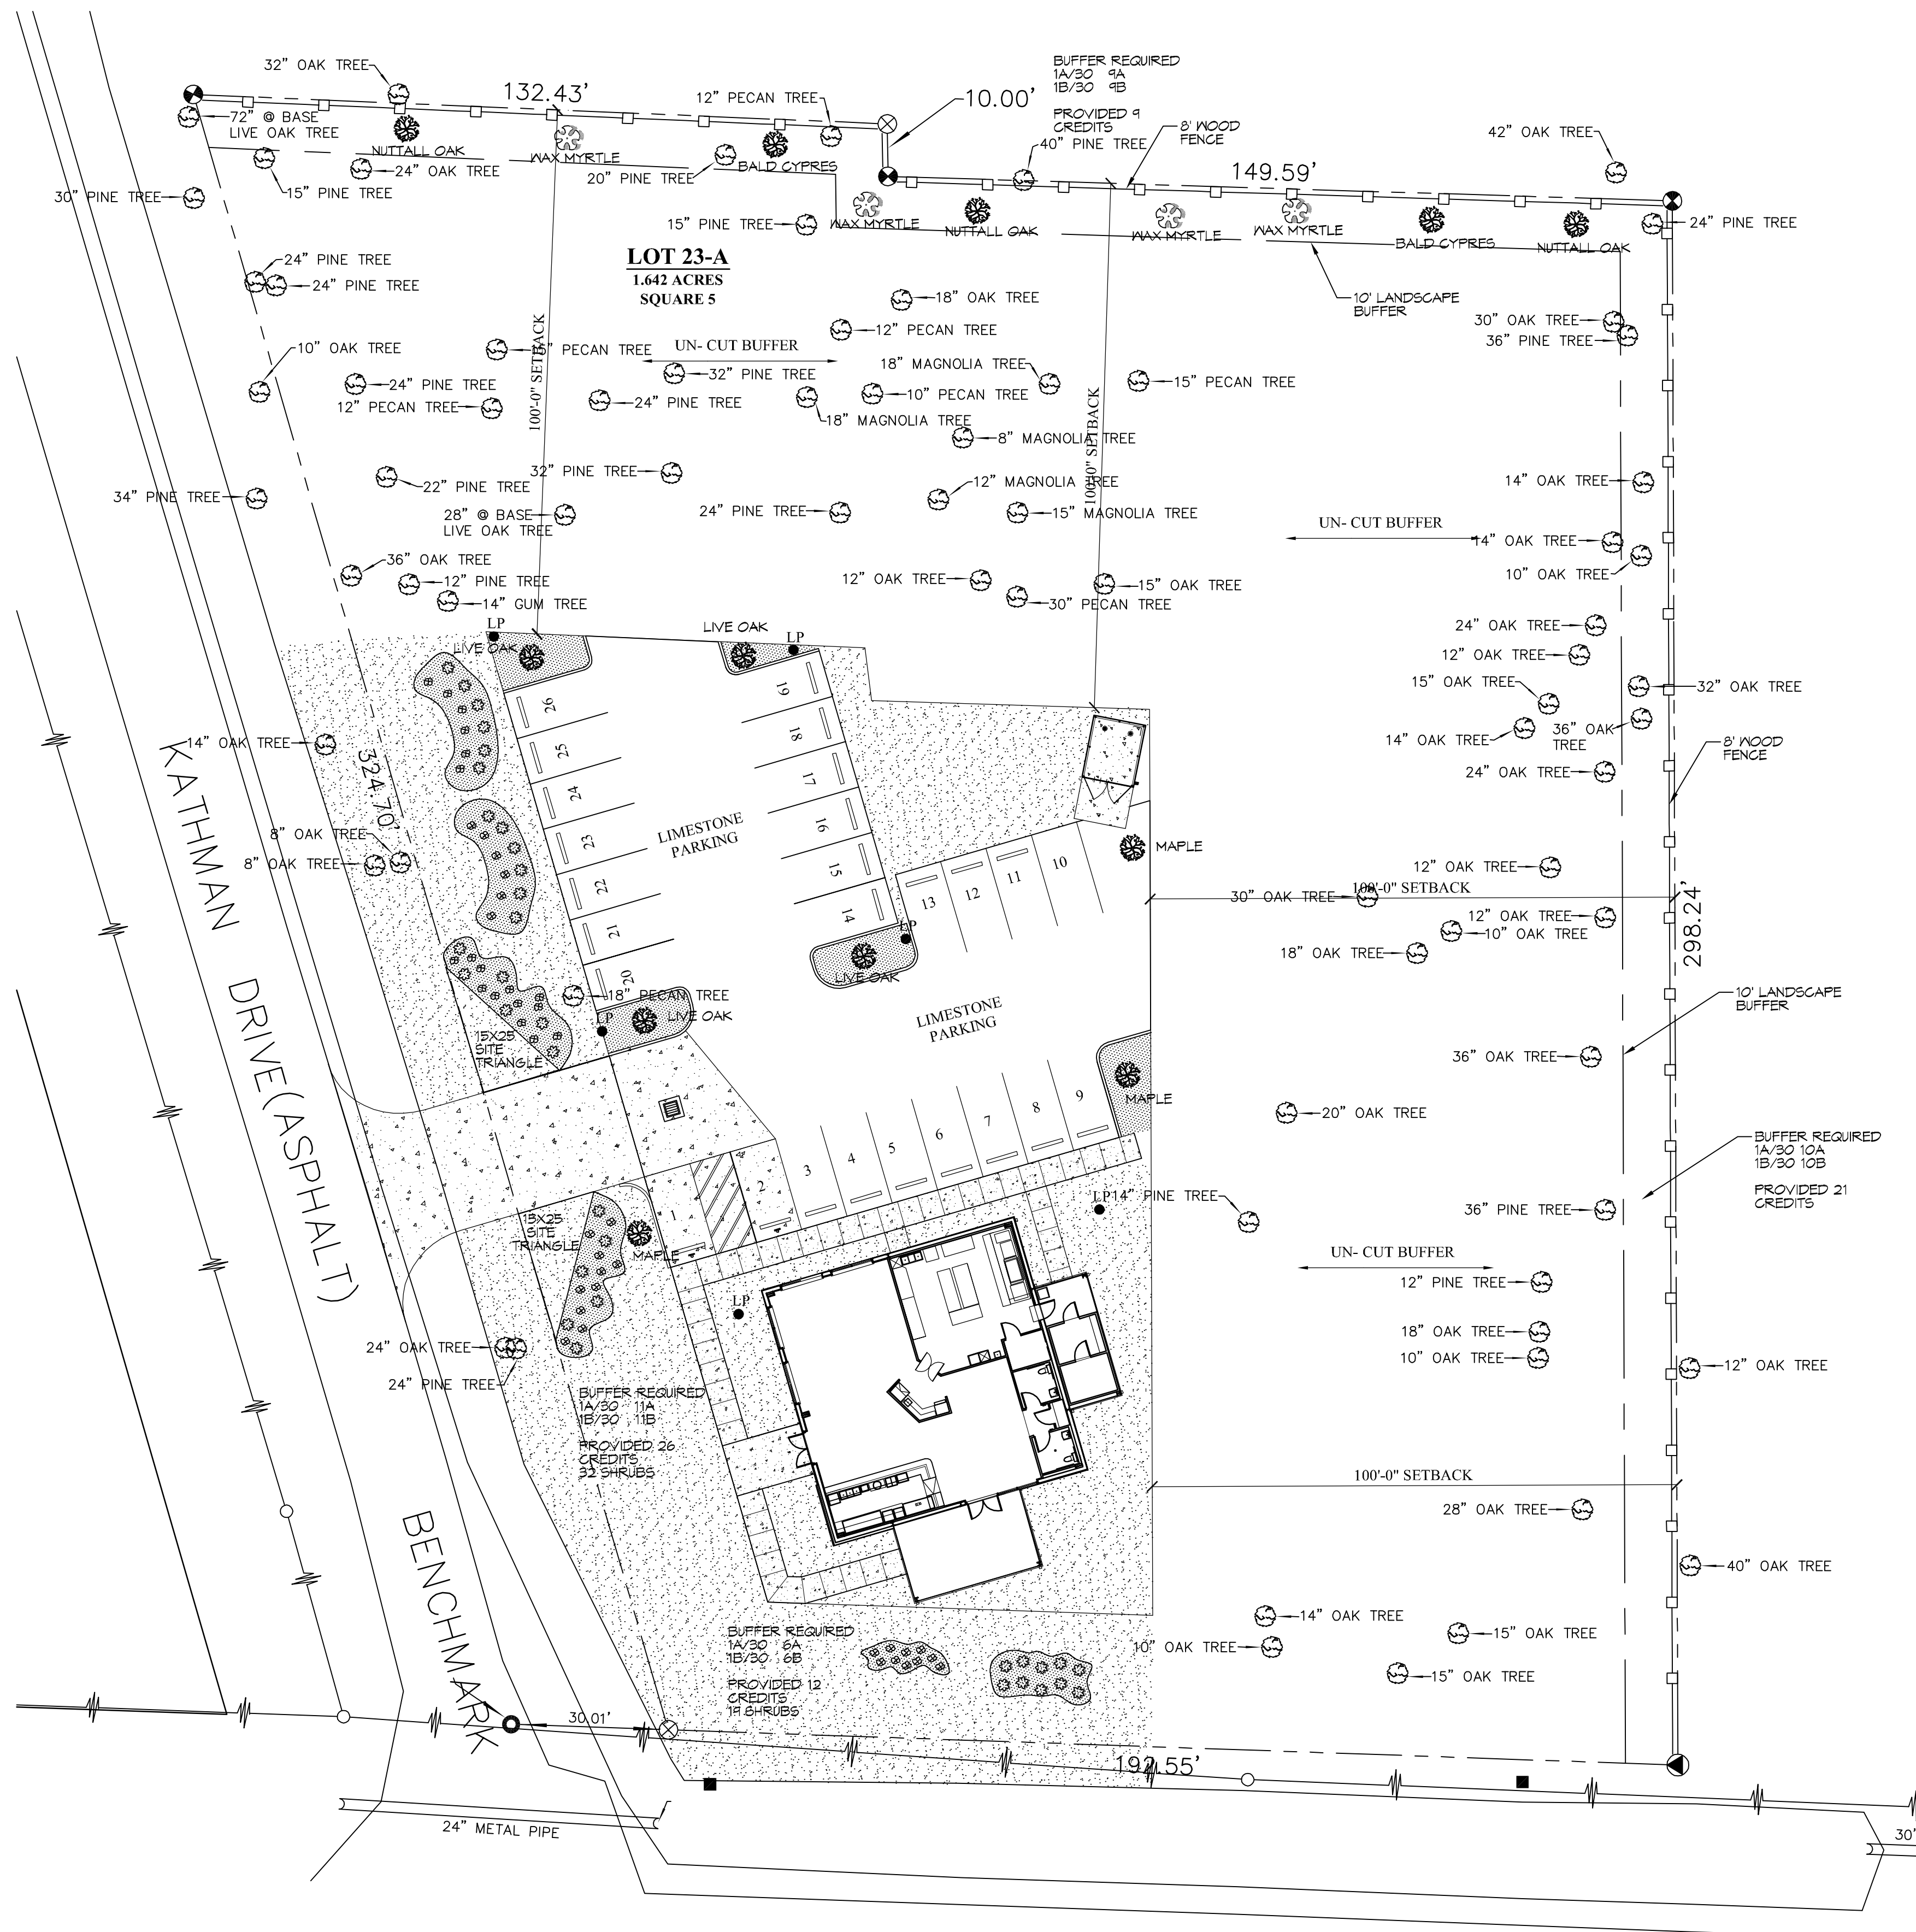 32" OAK TREE
132.43'
12" PECAN TREE
10.00'
BUFFER REQUIRED
1A/30 9A
1B/30 9B
PROVIDED 9
CREDITS
40" PINE TREE
8' WOOD
FENCE
42" OAK TREE
72" @ BASE
LIVE OAK TREE
NUTTALL OAK
WAX MYRTLE
BALD CYPRES
149.59'
15" PINE TREE
24" OAK TREE
20" PINE TREE
30" PINE TREE
15" PINE TREE
WAX MYRTLE
NUTTALL OAK
WAX MYRTLE
WAX MYRTLE
BALD CYPRES
NUTTALL OAK
24" PINE TREE
LOT 23-A
1.642 ACRES
SQUARE 5
24" PINE TREE
24" PINE TREE
18" OAK TREE
10' LANDSCAPE
BUFFER
12" PECAN TREE
30" OAK TREE
36" PINE TREE
10" OAK TREE
PECAN TREE
UN- CUT BUFFER
100'-0" SETBACK
18" MAGNOLIA TREE
32" PINE TREE
15" PECAN TREE
24" PINE TREE
12" PECAN TREE
24" PINE TREE
10" PECAN TREE
18" MAGNOLIA TREE
100'-0" SETBACK
8" MAGNOLIA TREE
32" PINE TREE
22" PINE TREE
12" MAGNOLIA TREE
14" OAK TREE
34" PINE TREE
28" @ BASE
LIVE OAK TREE
24" PINE TREE
15" MAGNOLIA TREE
UN- CUT BUFFER
14" OAK TREE
36" OAK TREE
12" PINE TREE
14" GUM TREE
12" OAK TREE
15" OAK TREE
30" PECAN TREE
10" OAK TREE
LP
LIVE OAK
LIVE OAK
LP
24" OAK TREE
12" OAK TREE
15" OAK TREE
32" OAK TREE
14" OAK TREE
36" OAK
TREE
8' WOOD
FENCE
24" OAK TREE
26
25
24
23
22
21
20
19
18
17
16
15
14
14" OAK TREE
324.70'
KATHMAN DRIVE(ASPHALT)
LIMESTONE
PARKING
8" OAK TREE
8" OAK TREE
13
12
11
10
MAPLE
12" OAK TREE
100'-0" SETBACK
30" OAK TREE
12" OAK TREE
10" OAK TREE
18" OAK TREE
298.24'
LP
LIVE OAK
18" PECAN TREE
LP
LIVE OAK
LIMESTONE
PARKING
10' LANDSCAPE
BUFFER
15X25
SITE
TRIANGLE
36" OAK TREE
MAPLE
20" OAK TREE
1
2
3
4
5
6
7
8
9
BUFFER REQUIRED
1A/30 10A
1B/30 10B
PROVIDED 21
CREDITS
15X25
SITE
TRIANGLE
MAPLE
LP
14" PINE TREE
36" PINE TREE
UN- CUT BUFFER
12" PINE TREE
LP
24" OAK TREE
24" PINE TREE
18" OAK TREE
10" OAK TREE
12" OAK TREE
BUFFER REQUIRED
1A/30 11A
1B/30 11B
PROVIDED 26
CREDITS
32 SHRUBS
100'-0" SETBACK
28" OAK TREE
40" OAK TREE
BENCHMARK
BUFFER REQUIRED
1A/30 6A
1B/30 6B
PROVIDED 12
CREDITS
19 SHRUBS
14" OAK TREE
10" OAK TREE
15" OAK TREE
15" OAK TREE
30.01'
192.55'
24" METAL PIPE
30"